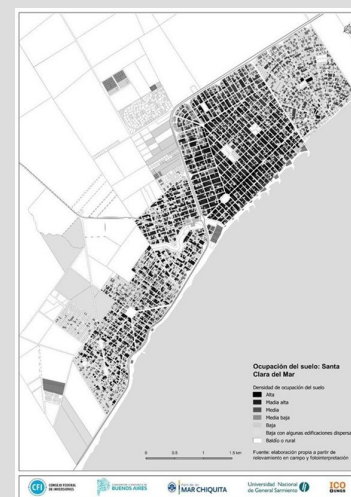 Ocupación del suelo: Santa
Clara del Mar
Densidad de ocupación del suelo
Alta
Madia alta
Media
Media baja
Baja
Baja con algunas edificaciones dispersas
Baldío o rural
Fuente: elaboración propia a partir de
relevamiento en campo y fotointerpretación
0 0.5 1 1.5 km
CFI
CONSEJO FEDERAL
DE INVERSIONES
BUENOS AIRES
MAR CHIQUITA
Universidad Nacional
de General Sarmiento
ICO